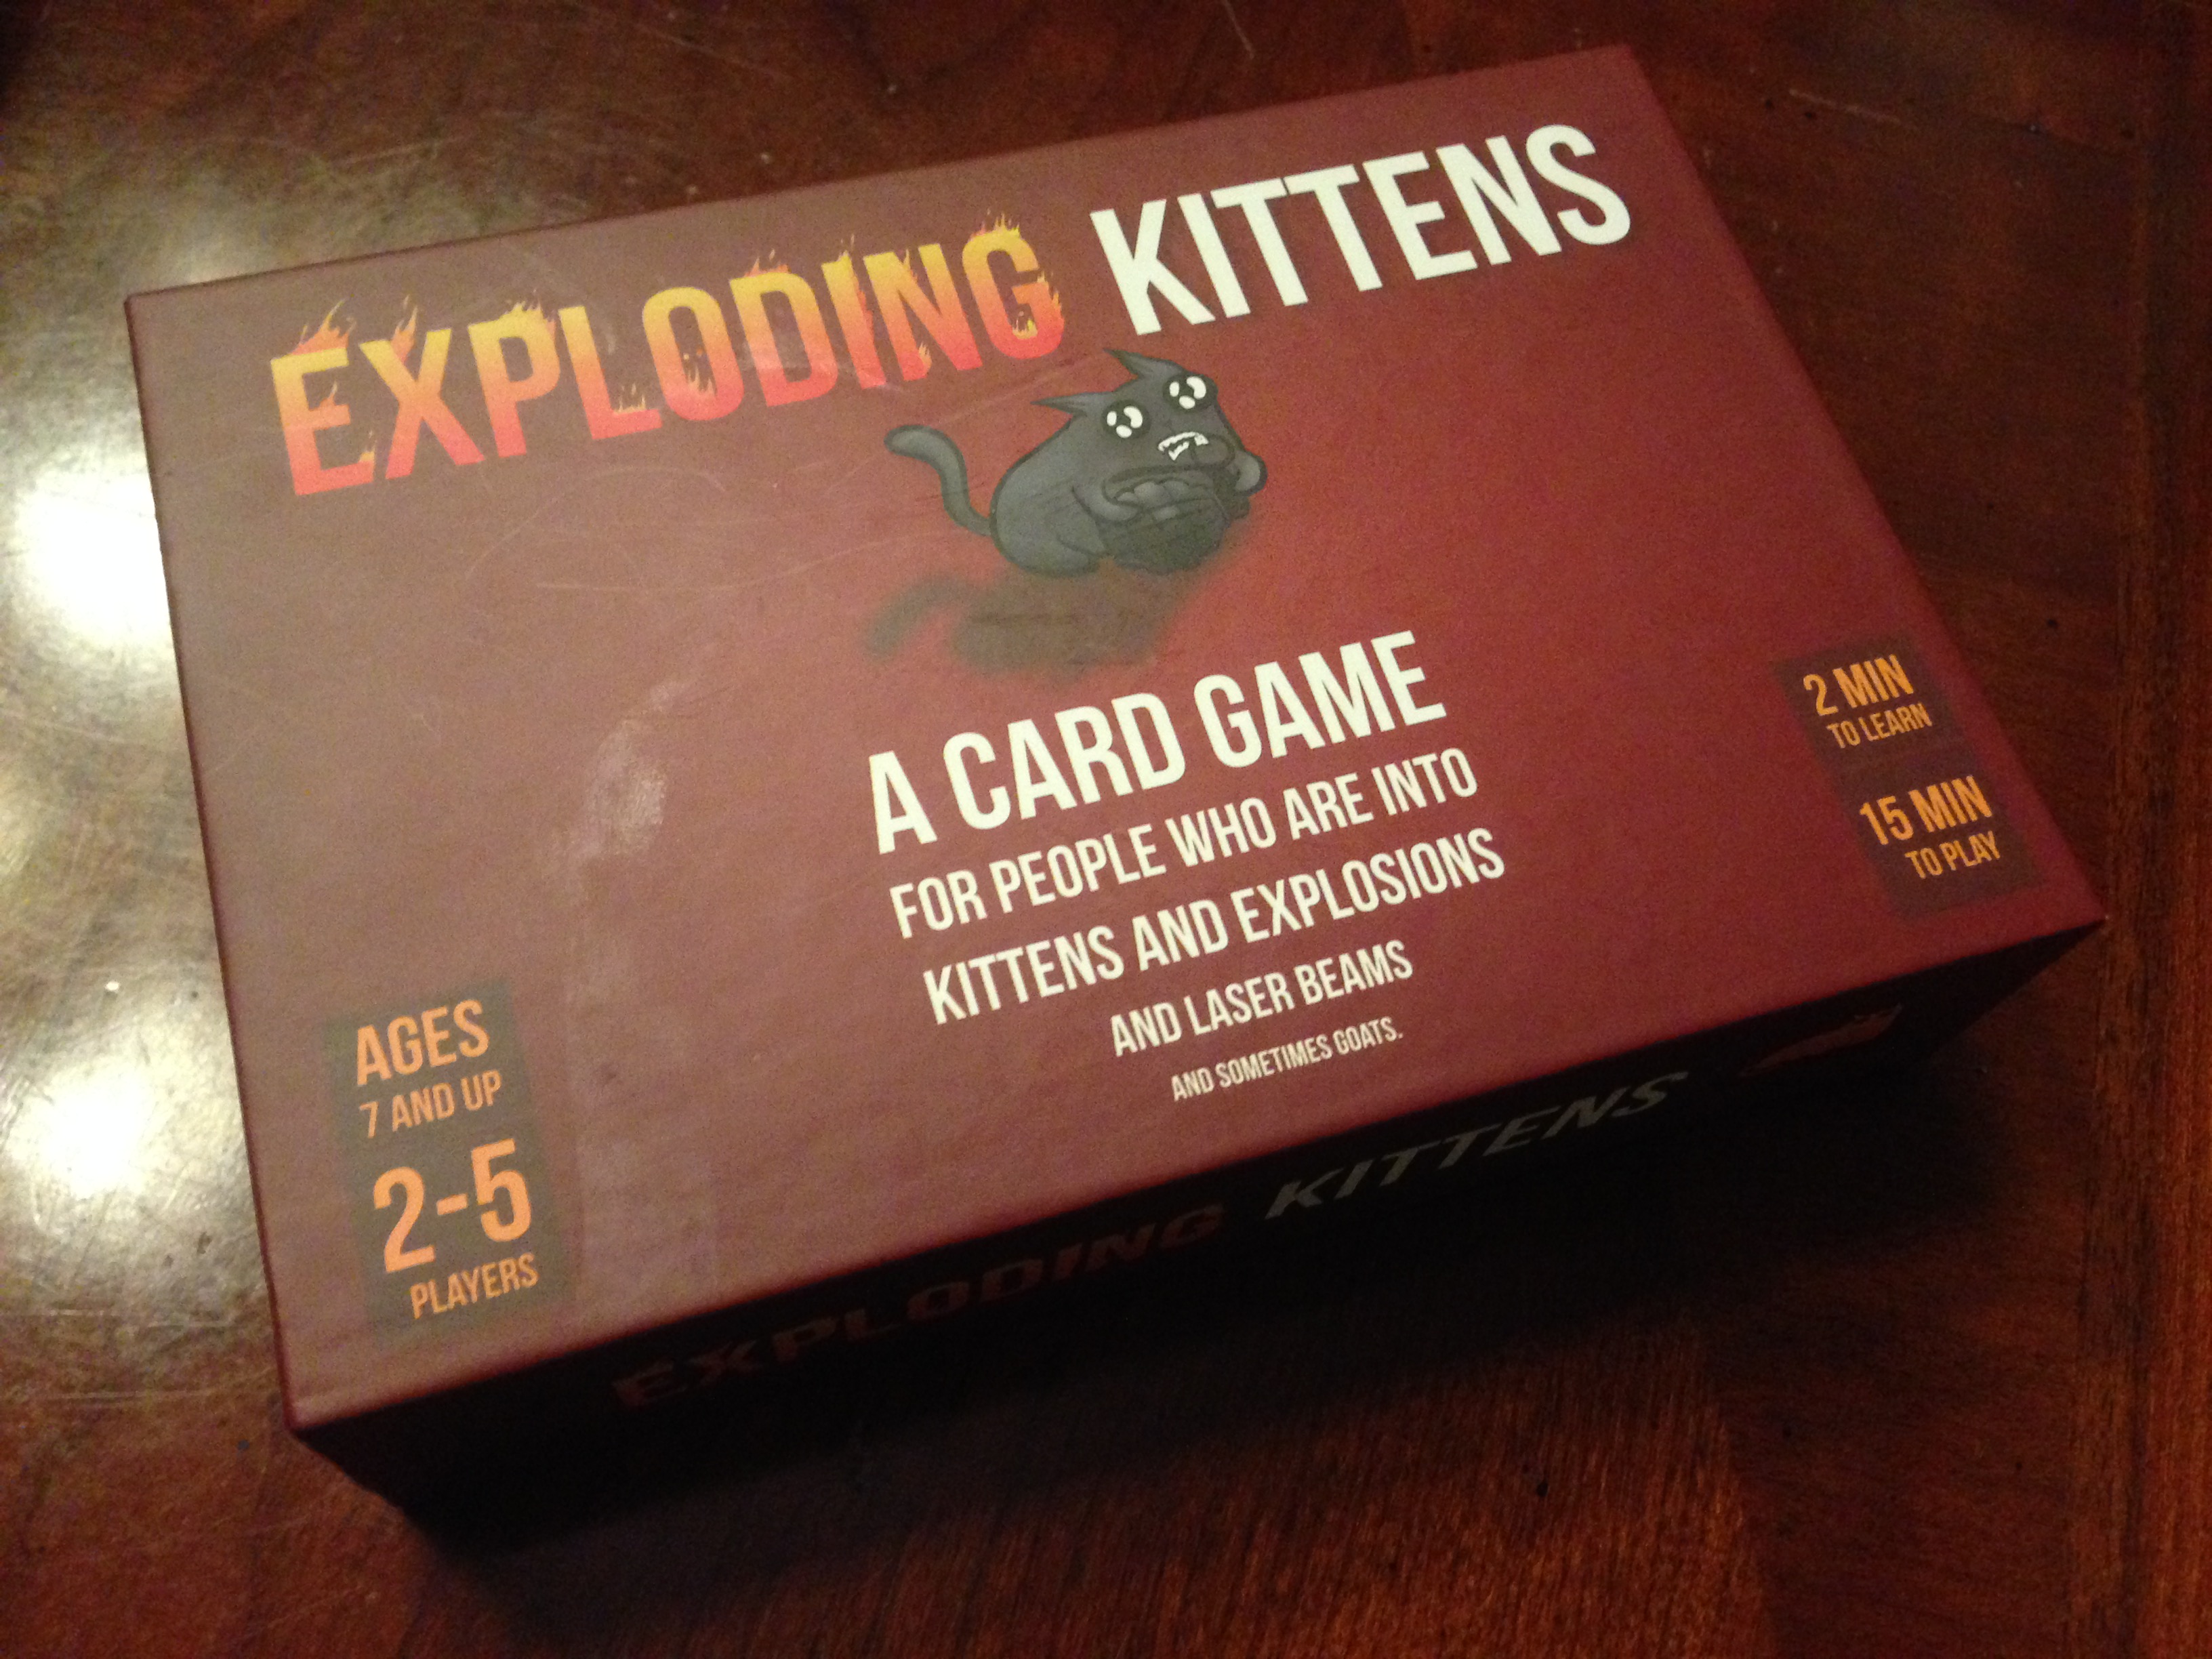 EXPLODING KITTENS
A CARD GAME
FOR PEOPLE WHO ARE INTO
KITTENS AND EXPLOSIONS
AND LASER BEAMS
AND SOMETIMES GOATS.
2 MIN
TO LEARN
15 MIN
TO PLAY
AGES
7 AND UP
2-5
PLAYERS
EXPLODING KITTENS